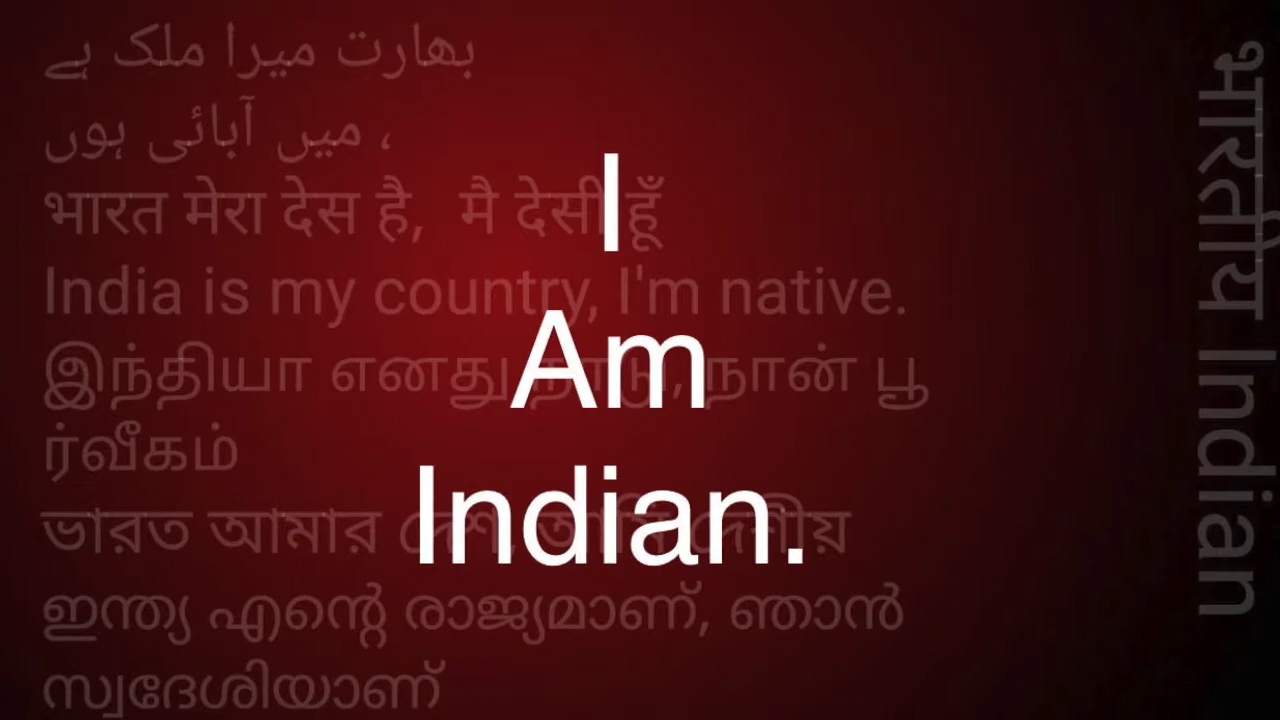 بھارت میرا ملک ہے
، میں آبائی ہوں
भारत मेरा देस है, मै देसी हूँ
India is my country, I'm native.
இந்தியா எனது நாடு, நான் பூ
ர்வீகம்
ভারত আমার দেশ, আমি দেশীয়
ഇന്ത്യ എന്റെ രാജ്യമാണ്, ഞാൻ
സ്വദേശിയാണ്
I
Am
Indian.
भारतीय Indian